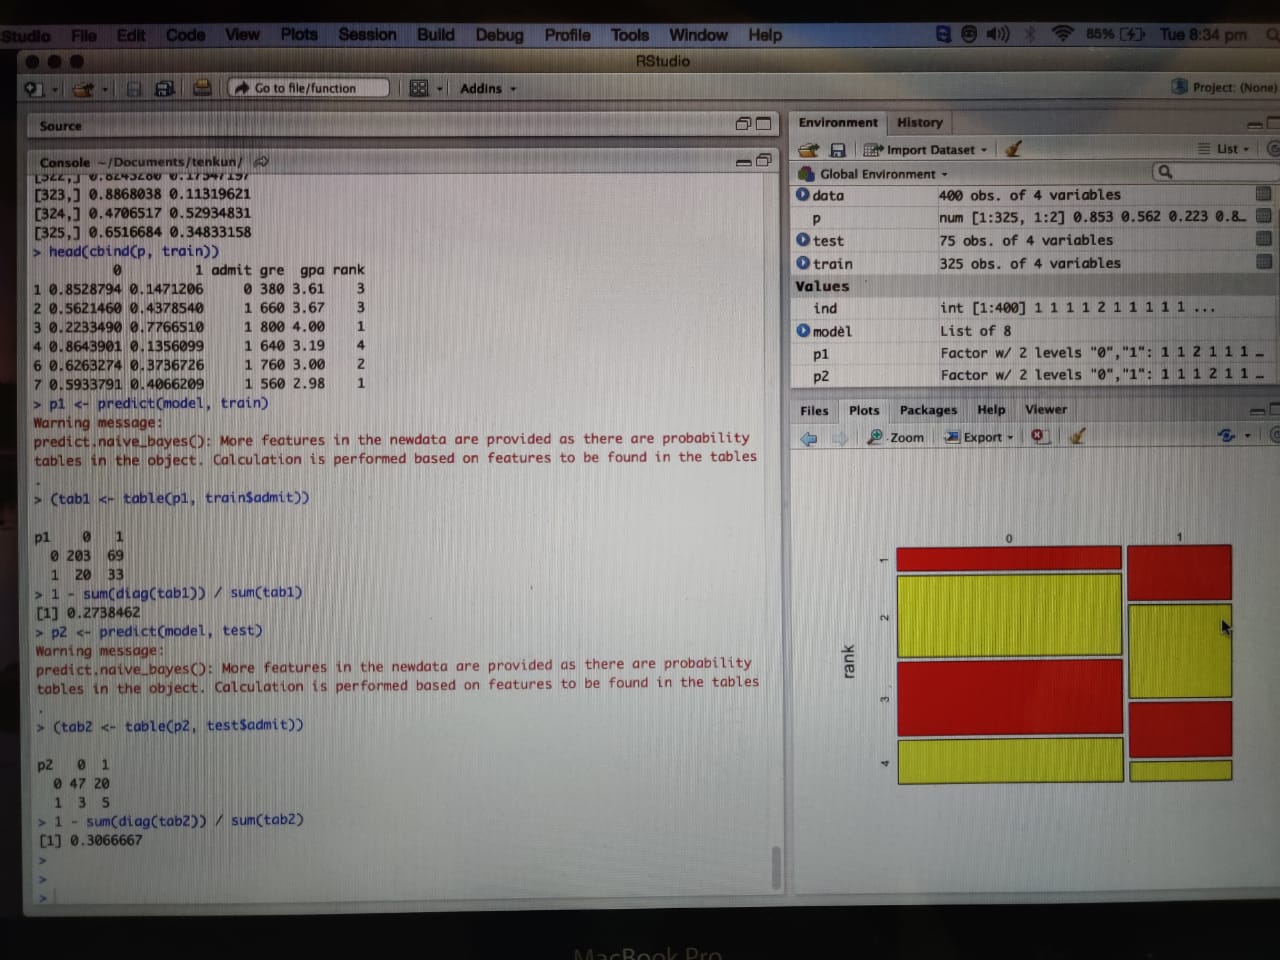 Studio File Edit Code View Plots Session Build Debug Profile Tools Window Help 85% Tue 8:34 pm
RStudio
Go to file/function Addins Project: (None)
Source
Console ~/Documents/tenkun/
[323,] 0.8868038 0.11319621
[324,] 0.4706517 0.52934831
[325,] 0.6516684 0.34833158
> head(cbind(p, train))
0 1 admit gre gpa rank
1 0.8528794 0.1471206 0 380 3.61 3
2 0.5621460 0.4378540 1 660 3.67 3
3 0.2233490 0.7766510 1 800 4.00 1
4 0.8643901 0.1356099 1 640 3.19 4
6 0.6263274 0.3736726 1 760 3.00 2
7 0.5933791 0.4066209 1 560 2.98 1
> p1 <- predict(model, train)
Warning message:
predict.naive_bayes(): More features in the newdata are provided as there are probability
tables in the object. Calculation is performed based on features to be found in the tables
.
> (tab1 <- table(p1, train$admit))
p1 0 1
0 203 69
1 20 33
> 1 - sum(diag(tab1)) / sum(tab1)
[1] 0.2738462
> p2 <- predict(model, test)
Warning message:
predict.naive_bayes(): More features in the newdata are provided as there are probability
tables in the object. Calculation is performed based on features to be found in the tables
.
> (tab2 <- table(p2, test$admit))
p2 0 1
0 47 20
1 3 5
> 1 - sum(diag(tab2)) / sum(tab2)
[1] 0.3066667
>
>
>
Environment History
Import Dataset List
Global Environment
data 400 obs. of 4 variables
p num [1:325, 1:2] 0.853 0.562 0.223 0.8…
test 75 obs. of 4 variables
train 325 obs. of 4 variables
Values
ind int [1:400] 1 1 1 1 2 1 1 1 1 1 ...
model List of 8
p1 Factor w/ 2 levels "0","1": 1 1 2 1 1 1 …
p2 Factor w/ 2 levels "0","1": 1 1 1 2 1 1 …
Files Plots Packages Help Viewer
Zoom Export
0 1
1
2
3
4
rank
MacBook Pro